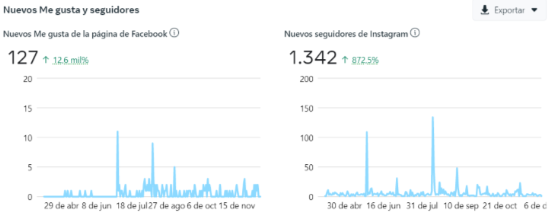 Nuevos Me gusta y seguidores
Exportar
Nuevos Me gusta de la página de Facebook
127 ↑ 12,6 mil%
20
15
10
5
0
29 de abr 8 de jun 18 de jul 27 de ago 6 de oct 15 de nov
Nuevos seguidores de Instagram
1.342 ↑ 872,5%
200
150
100
50
0
30 de abr 16 de jun 31 de jul 10 de sep 21 de oct 6 de d